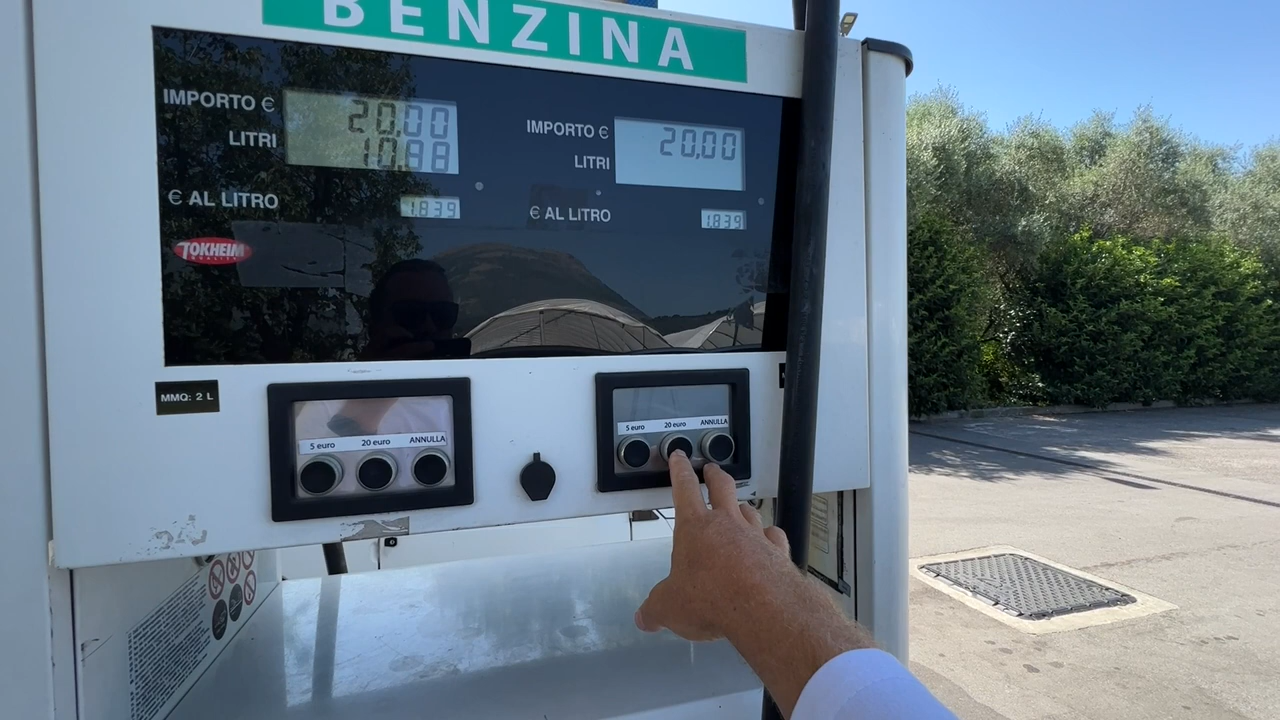 BENZINA
IMPORTO € 20,00
LITRI 10.88
€ AL LITRO 1.839
TOKHEIM
QUALITY
IMPORTO € 20,00
LITRI
€ AL LITRO 1.839
MMQ: 2 L
5 euro 20 euro ANNULLA
5 euro 20 euro ANNULLA